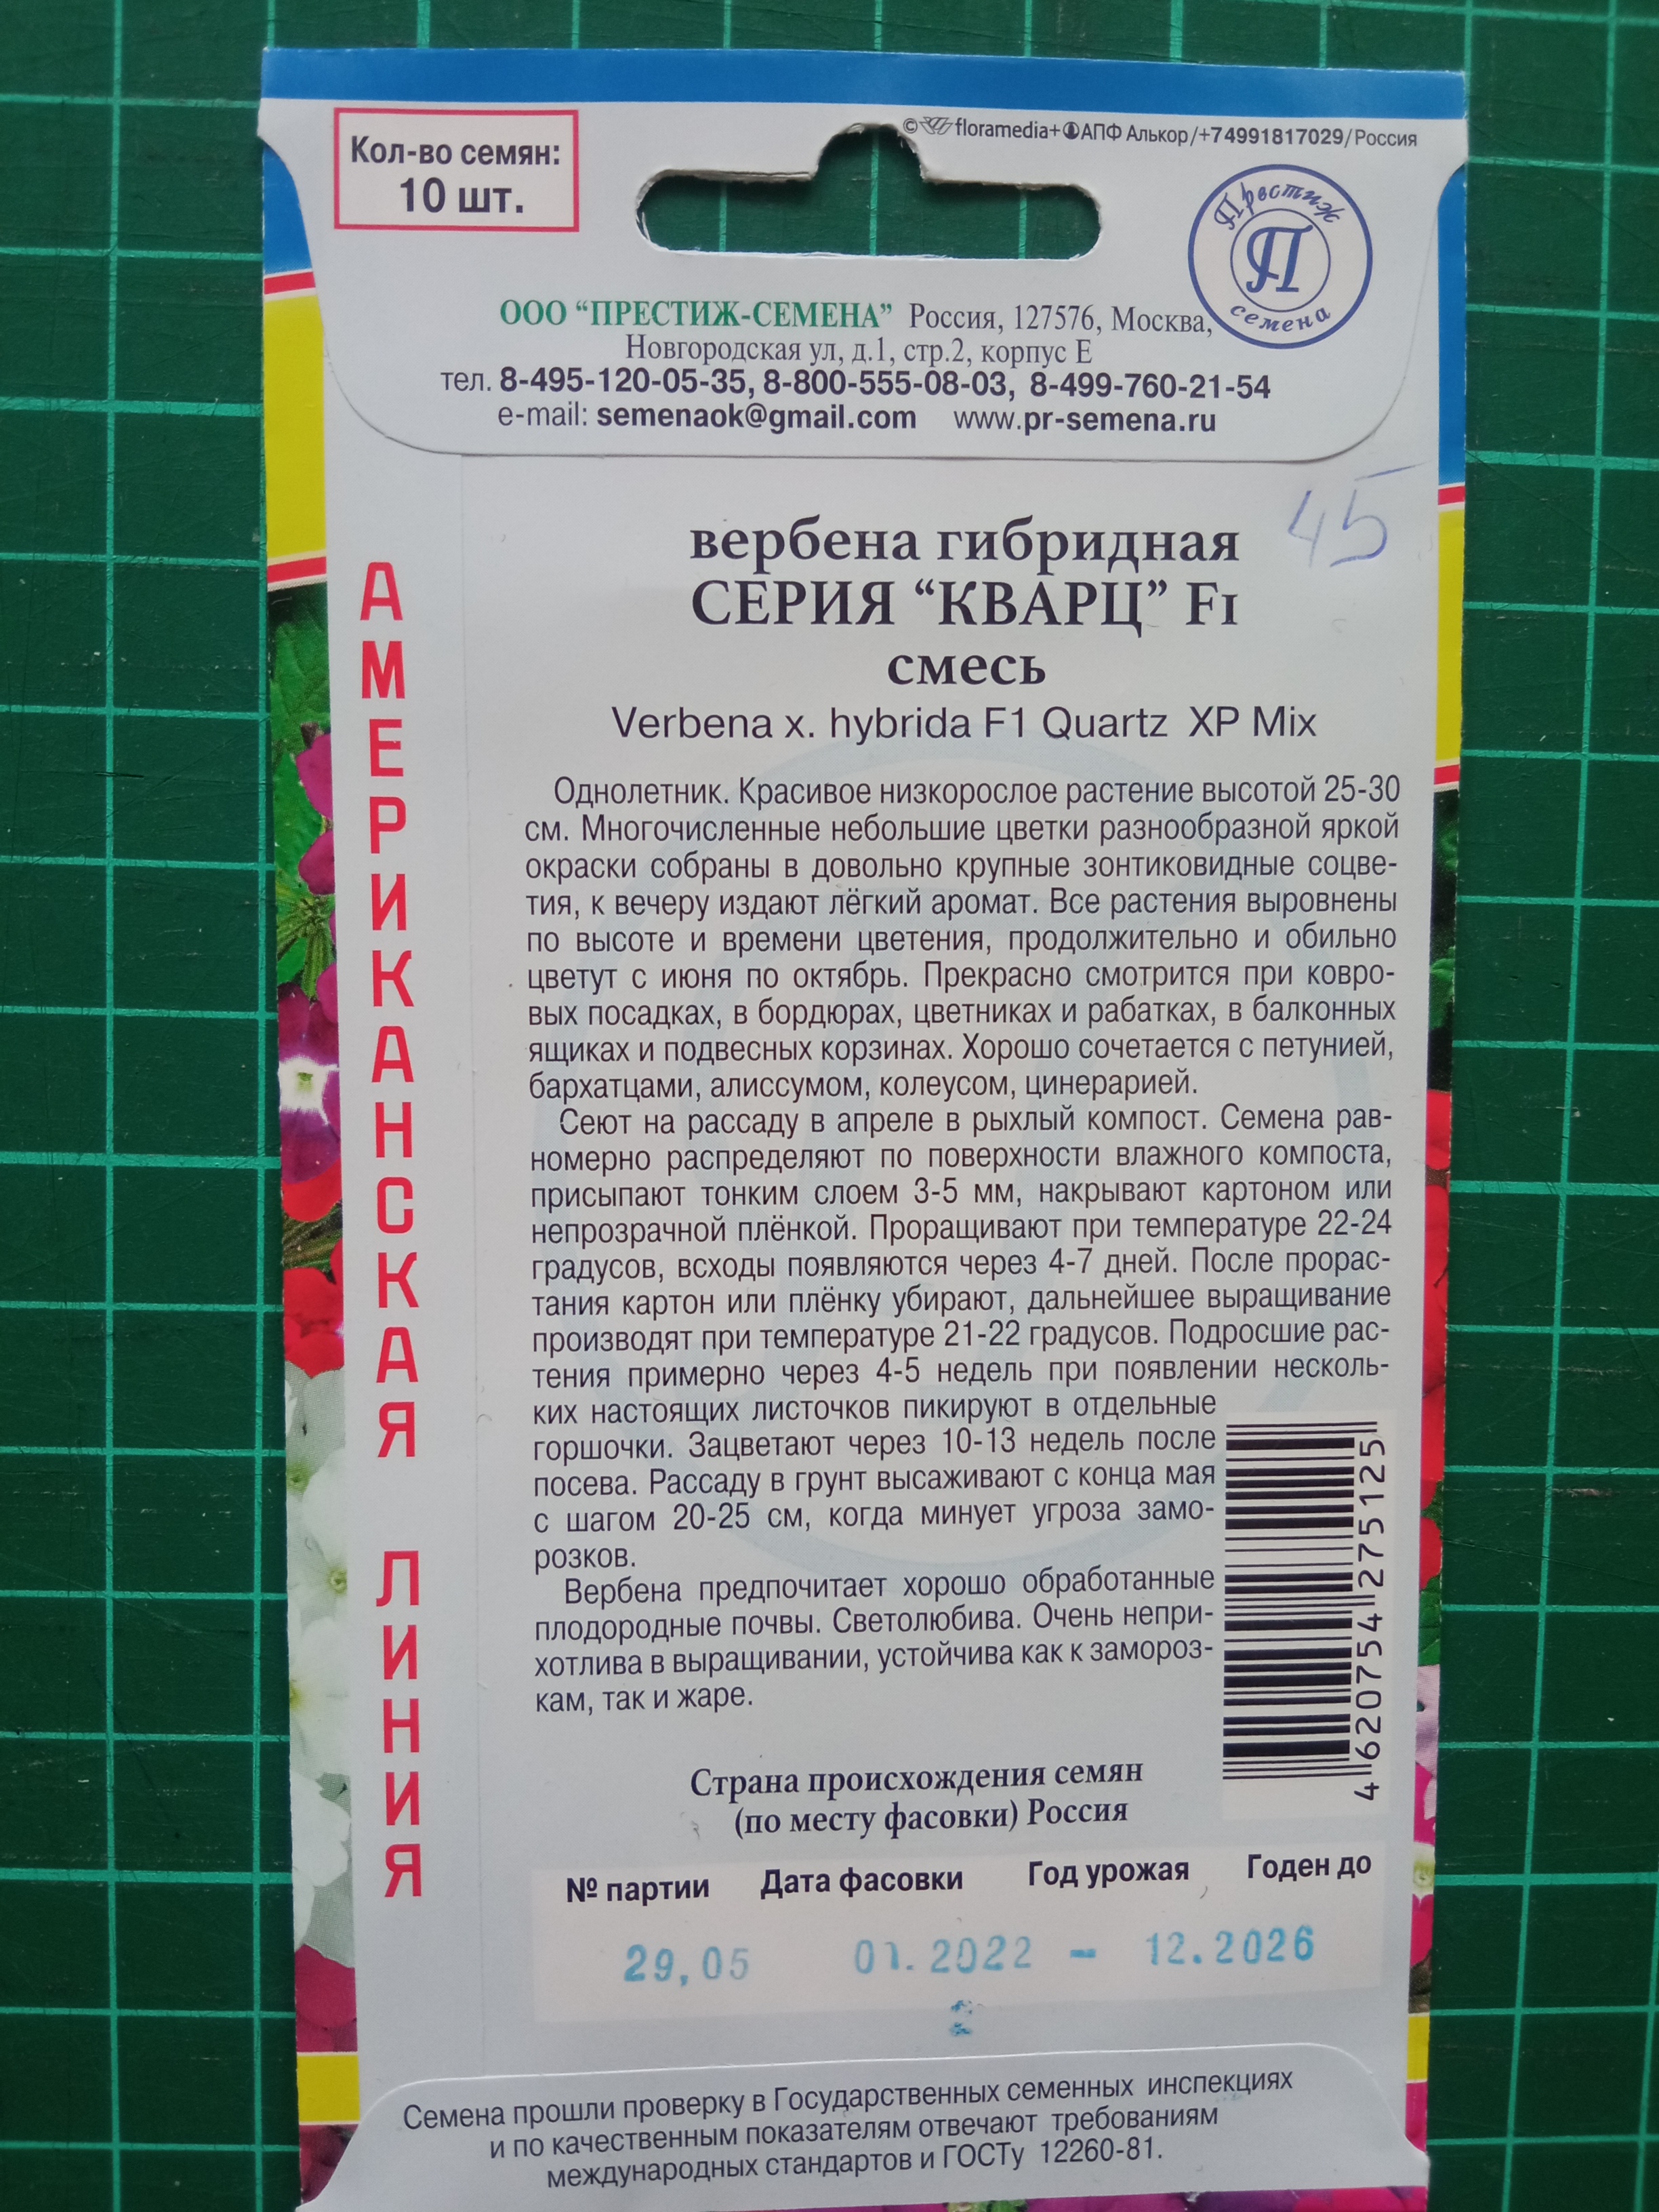 Кол-во семян:
10 шт.
© floramedia+ АПФ Алькор/+74991817029/Россия
Престиж
П
семена
ООО “ПРЕСТИЖ-СЕМЕНА” Россия, 127576, Москва,
Новгородская ул, д.1, стр.2, корпус Е
тел. 8-495-120-05-35, 8-800-555-08-03, 8-499-760-21-54
e-mail: semenaok@gmail.com www.pr-semena.ru
45
АМЕРИКАНСКАЯ ЛИНИЯ
вербена гибридная
СЕРИЯ “КВАРЦ” F1
смесь
Verbena x. hybrida F1 Quartz XP Mix
Однолетник. Красивое низкорослое растение высотой 25-30
см. Многочисленные небольшие цветки разнообразной яркой
окраски собраны в довольно крупные зонтиковидные соцве-
тия, к вечеру издают лёгкий аромат. Все растения выровнены
по высоте и времени цветения, продолжительно и обильно
цветут с июня по октябрь. Прекрасно смотрится при ковро-
вых посадках, в бордюрах, цветниках и рабатках, в балконных
ящиках и подвесных корзинах. Хорошо сочетается с петунией,
бархатцами, алиссумом, колеусом, цинерарией.
Сеют на рассаду в апреле в рыхлый компост. Семена рав-
номерно распределяют по поверхности влажного компоста,
присыпают тонким слоем 3-5 мм, накрывают картоном или
непрозрачной плёнкой. Проращивают при температуре 22-24
градусов, всходы появляются через 4-7 дней. После прорас-
тания картон или плёнку убирают, дальнейшее выращивание
производят при температуре 21-22 градусов. Подросшие рас-
тения примерно через 4-5 недель при появлении несколь-
ких настоящих листочков пикируют в отдельные
горшочки. Зацветают через 10-13 недель после
посева. Рассаду в грунт высаживают с конца мая
с шагом 20-25 см, когда минует угроза замо-
розков.
Вербена предпочитает хорошо обработанные
плодородные почвы. Светолюбива. Очень непри-
хотлива в выращивании, устойчива как к замороз-
кам, так и жаре.
4620754275125
Страна происхождения семян
(по месту фасовки) Россия
№ партии Дата фасовки Год урожая Годен до
29,05 01.2022 - 12.2026
Семена прошли проверку в Государственных семенных инспекциях
и по качественным показателям отвечают требованиям
международных стандартов и ГОСТу 12260-81.